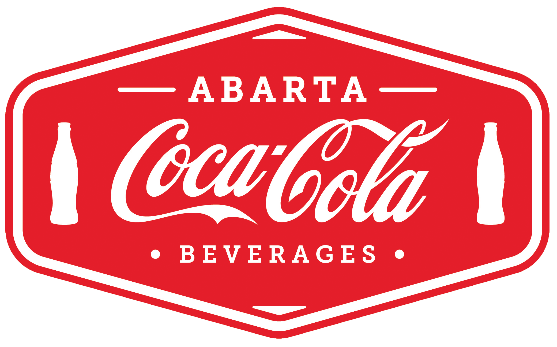 ABARTA
Coca-Cola
• BEVERAGES •